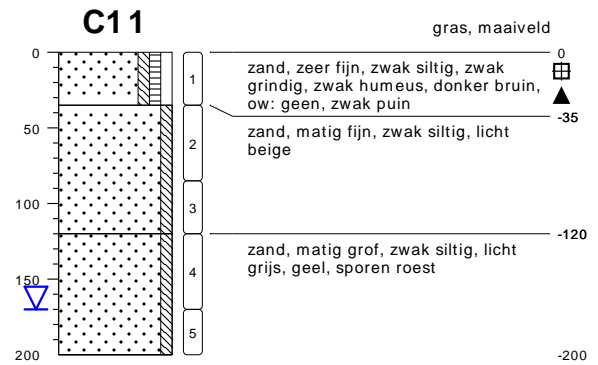 C11
gras, maaiveld
0
50
100
150
200
1
2
3
4
5
0
zand, zeer fijn, zwak siltig, zwak
grindig, zwak humeus, donker bruin,
ow: geen, zwak puin
-35
zand, matig fijn, zwak siltig, licht
beige
-120
zand, matig grof, zwak siltig, licht
grijs, geel, sporen roest
-200